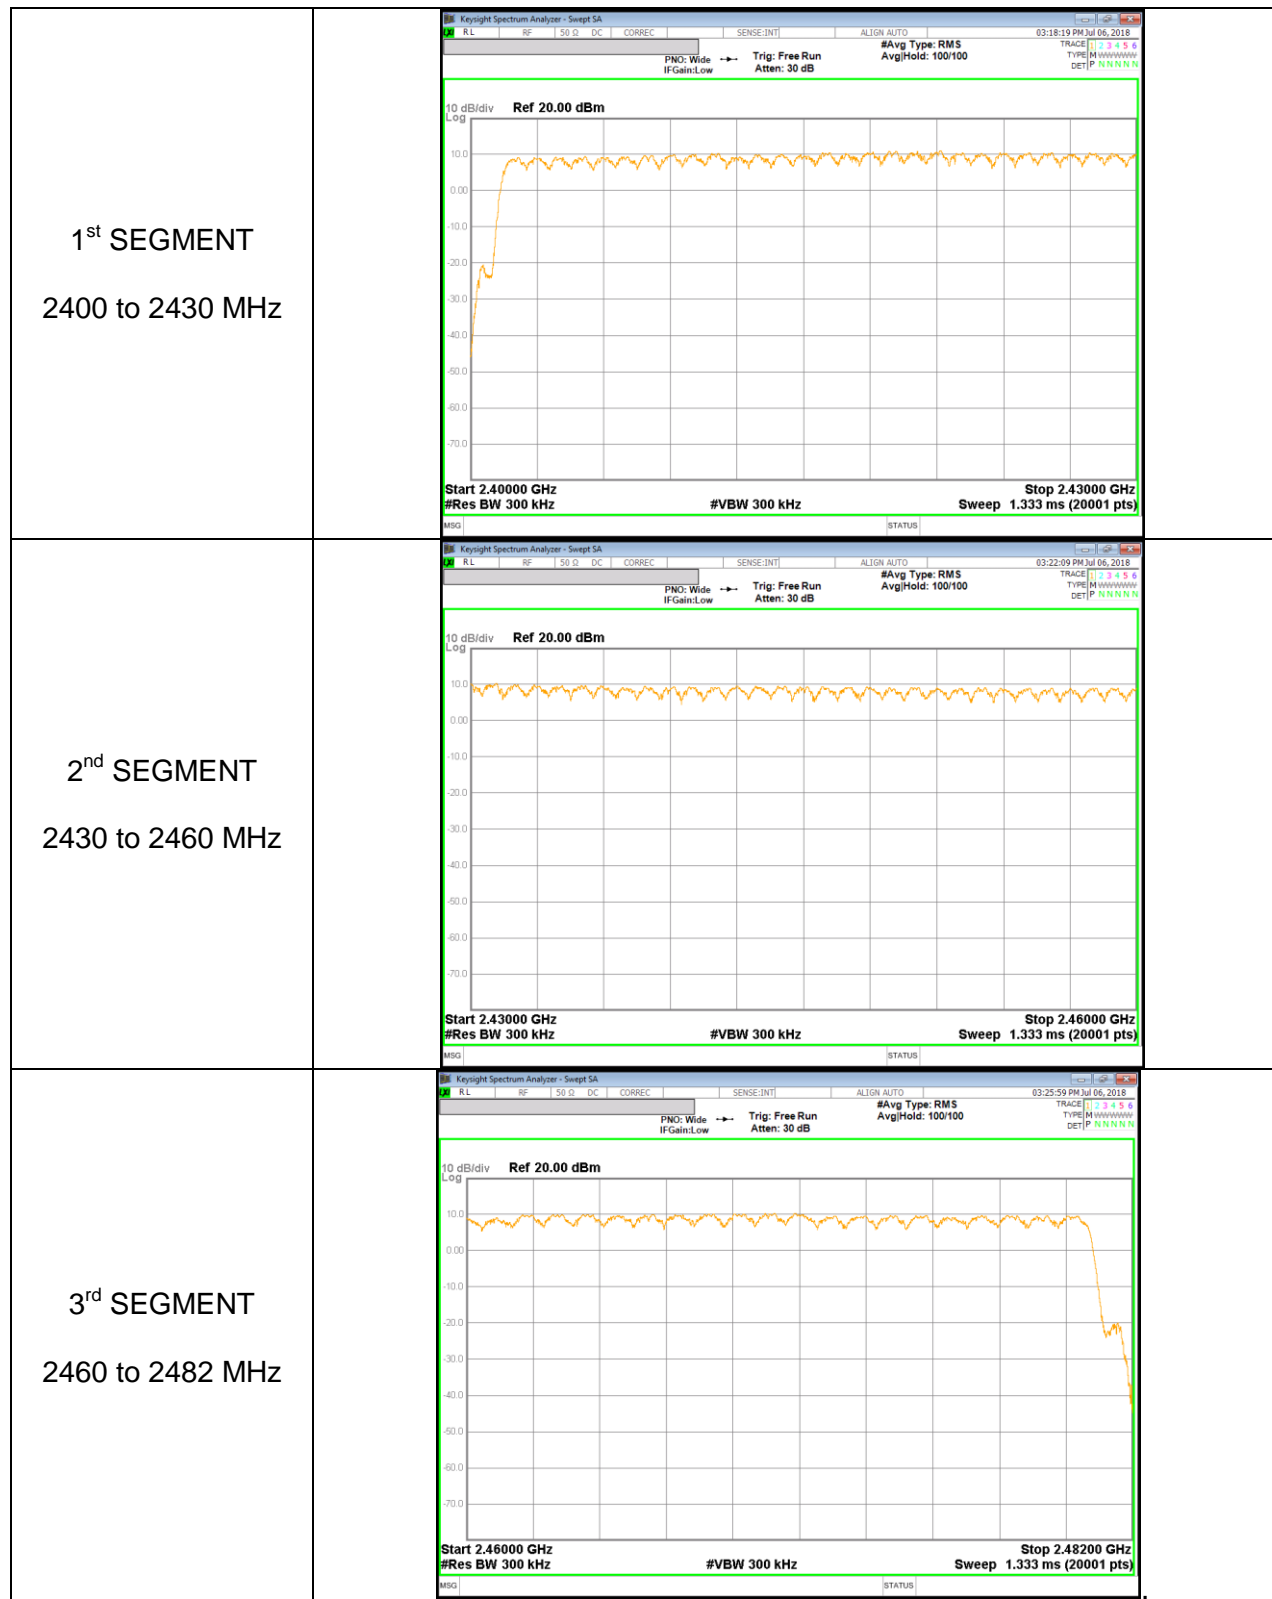 1st SEGMENT
2400 to 2430 MHz
Keysight Spectrum Analyzer - Swept SA
RL RF 50 Ω DC CORREC SENSE:INT ALIGN AUTO 03:18:19 PM Jul 06, 2018
#Avg Type: RMS TRACE 1 2 3 4 5 6
PNO: Wide Trig: Free Run Avg|Hold: 100/100 TYPE M WWWWW
IFGain:Low Atten: 30 dB DET P N N N N N
10 dB/div Ref 20.00 dBm
Log
10.0
0.00
-10.0
-20.0
-30.0
-40.0
-50.0
-60.0
-70.0
Start 2.40000 GHz Stop 2.43000 GHz
#Res BW 300 kHz #VBW 300 kHz Sweep 1.333 ms (20001 pts)
MSG STATUS
2nd SEGMENT
2430 to 2460 MHz
Keysight Spectrum Analyzer - Swept SA
RL RF 50 Ω DC CORREC SENSE:INT ALIGN AUTO 03:22:09 PM Jul 06, 2018
#Avg Type: RMS TRACE 1 2 3 4 5 6
PNO: Wide Trig: Free Run Avg|Hold: 100/100 TYPE M WWWWW
IFGain:Low Atten: 30 dB DET P N N N N N
10 dB/div Ref 20.00 dBm
Log
10.0
0.00
-10.0
-20.0
-30.0
-40.0
-50.0
-60.0
-70.0
Start 2.43000 GHz Stop 2.46000 GHz
#Res BW 300 kHz #VBW 300 kHz Sweep 1.333 ms (20001 pts)
MSG STATUS
3rd SEGMENT
2460 to 2482 MHz
Keysight Spectrum Analyzer - Swept SA
RL RF 50 Ω DC CORREC SENSE:INT ALIGN AUTO 03:25:59 PM Jul 06, 2018
#Avg Type: RMS TRACE 1 2 3 4 5 6
PNO: Wide Trig: Free Run Avg|Hold: 100/100 TYPE M WWWWW
IFGain:Low Atten: 30 dB DET P N N N N N
10 dB/div Ref 20.00 dBm
Log
10.0
0.00
-10.0
-20.0
-30.0
-40.0
-50.0
-60.0
-70.0
Start 2.46000 GHz Stop 2.48200 GHz
#Res BW 300 kHz #VBW 300 kHz Sweep 1.333 ms (20001 pts)
MSG STATUS
.